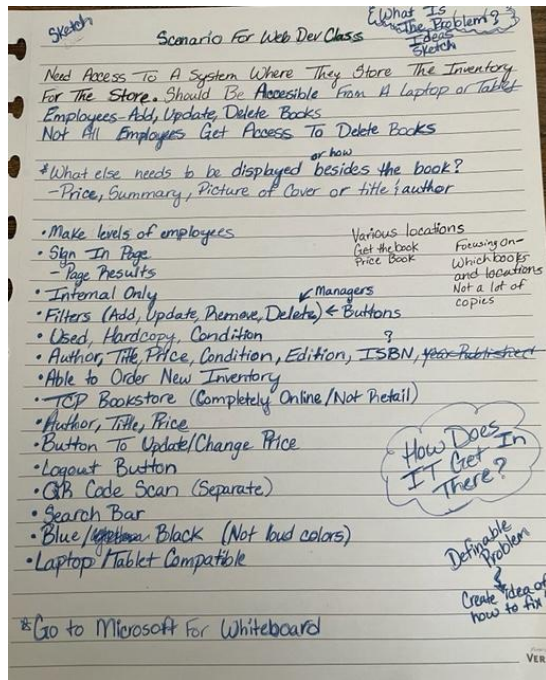 Sketch
{What Is
The Problem?}
Ideas
Sketch
Scenario For Web Dev Class
Need Access To A System Where They Store The Inventory
For The Store. Should Be Accesible From A Laptop or Tablet
Employees-Add, Update, Delete Books
Not All Employees Get Access To Delete Books
or how
*What else needs to be displayed besides the book?
-Price, Summary, Picture of Cover or title & author
• Make levels of employees
• Sign In Page
- Page Results
• Internal Only
Managers
• Filters (Add, Update, Remove, Delete) ← Buttons
• Used, Hardcopy, Condition
?
• Author, Title, Price, Condition, Edition, ISBN, Year Published
• Able to Order New Inventory
• TCP Bookstore (Completely Online/Not Retail)
• Author, Title, Price
• Button To Update/Change Price
• Logout Button
• QR Code Scan (Separate)
• Search Bar
• Blue/ Black (Not loud colors)
• Laptop/Tablet Compatible
Various locations
Get the book
Price Book
Focusing on-
Which books
and locations
Not a lot of
copies
How Does
IT Get In
There?
Definable
Problem
Create idea of
how to fix
*Go to Microsoft For Whiteboard
VER